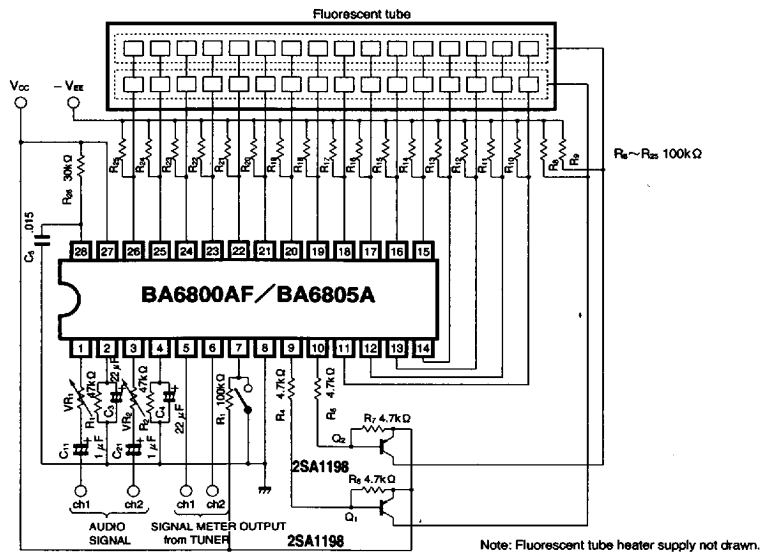 Fluorescent tube
Vcc
−VEE
R26 30kΩ
R25
R24
R23
R22
R21
R20
R19
R18
R17
R16
R15
R14
R13
R12
R11
R10
R8
R9
R8~R25 100kΩ
C5 .015
28 27 26 25 24 23 22 21 20 19 18 17 16 15
BA6800AF/BA6805A
1 2 3 4 5 6 7 8 9 10 11 12 13 14
VR1
R1 47kΩ
C3 22μF
VR2
R2 47kΩ
C4 22μF
R1 100kΩ
R4 4.7kΩ
R5 4.7kΩ
C11 1μF
C21 1μF
R7 4.7kΩ
Q2
2SA1198
R6 4.7kΩ
Q1
2SA1198
ch1 ch2 ch1 ch2
AUDIO SIGNAL
SIGNAL METER OUTPUT from TUNER
Note: Fluorescent tube heater supply not drawn.